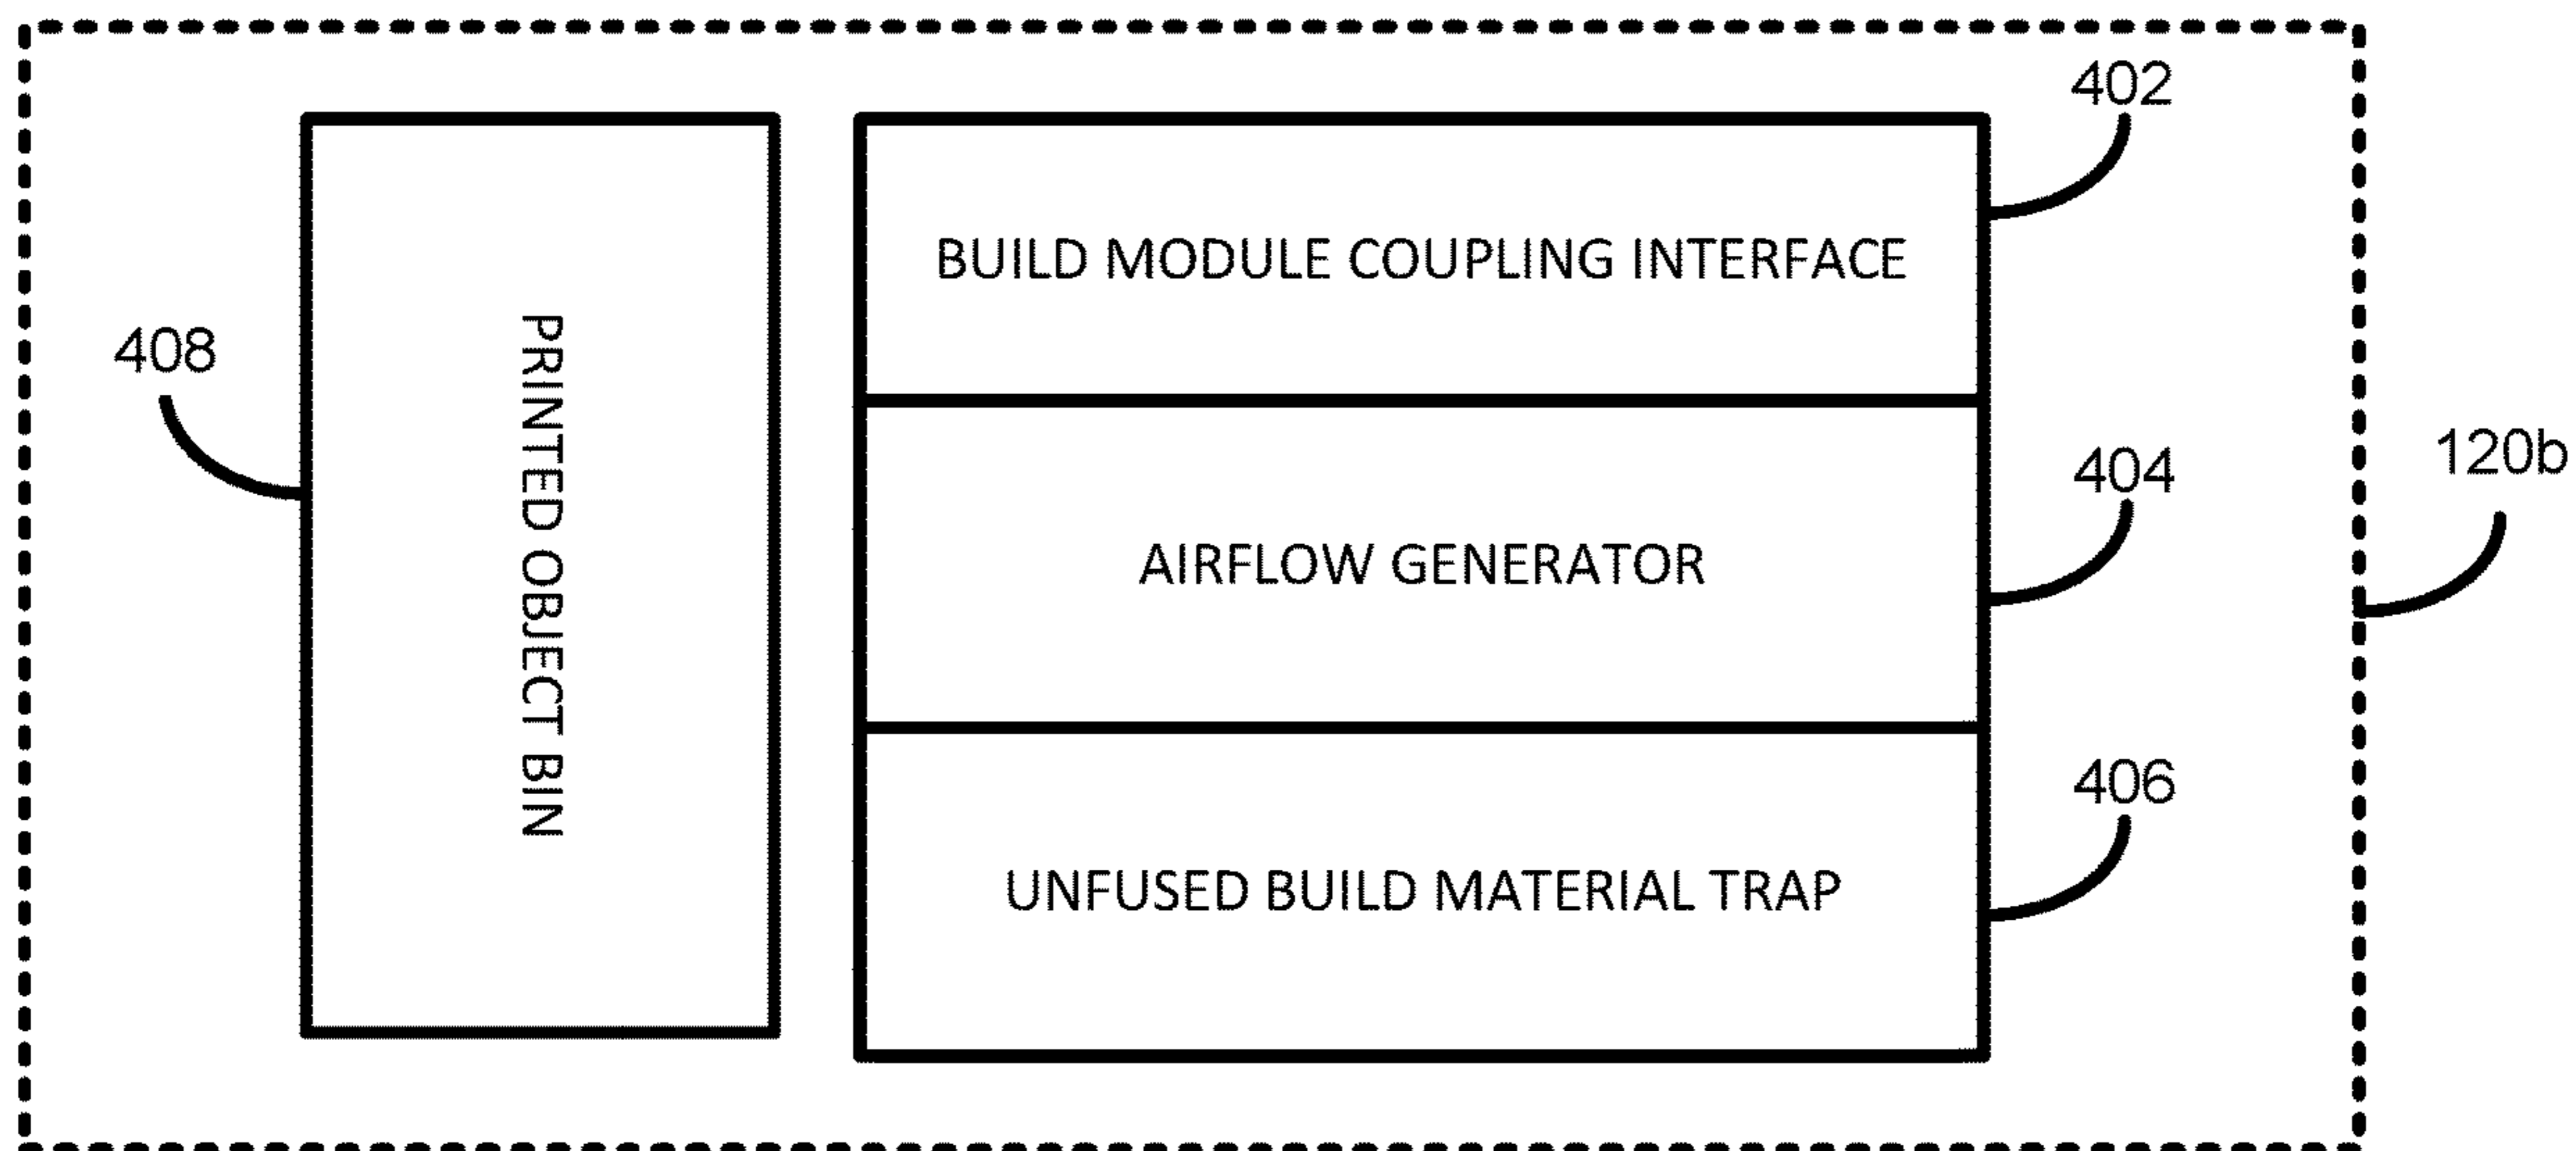 402
BUILD MODULE COUPLING INTERFACE
408
PRINTED OBJECT BIN
404
120b
AIRFLOW GENERATOR
406
UNFUSED BUILD MATERIAL TRAP